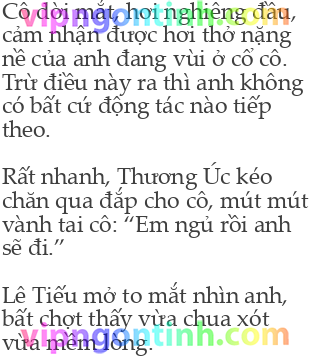 Cô dời mắt, hơi nghiêng đầu,
vipngontinh.com
cảm nhận được hơi thở nặng
nề của anh đang vùi ở cổ cô.
Trừ điều này ra thì anh không
có bất cứ động tác nào tiếp
theo.
Rất nhanh, Thương Úc kéo
chăn qua đắp cho cô, mút mút
vành tai cô: “Em ngủ rồi anh
sẽ đi.”
Lê Tiếu mở to mắt nhìn anh,
bất chợt thấy vừa chua xót
vipngontinh.com
vừa mềm lòng.